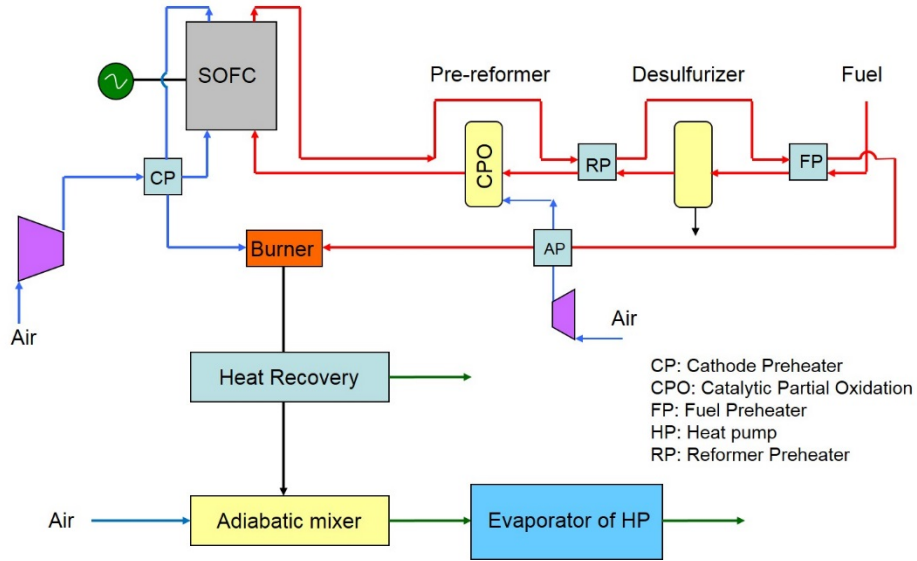 SOFC
Pre-reformer
Desulfurizer
Fuel
CPO
RP
FP
CP
Burner
AP
Air
Air
Heat Recovery
CP: Cathode Preheater
CPO: Catalytic Partial Oxidation
FP: Fuel Preheater
HP: Heat pump
RP: Reformer Preheater
Air
Adiabatic mixer
Evaporator of HP